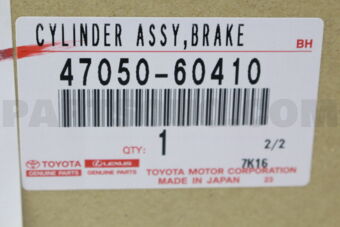 CYLINDER ASSY,BRAKE
BH
47050-60410
QTY: 1
2/2
7K16
TOYOTA LEXUS
GENUINE PARTS GENUINE PARTS
TOYOTA MOTOR CORPORATION
MADE IN JAPAN 23